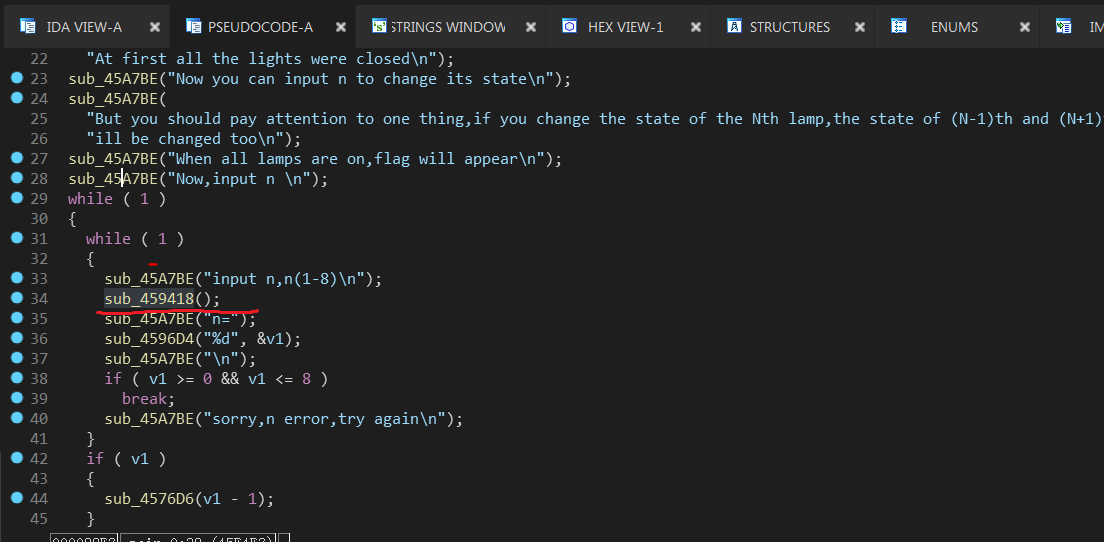 IDA VIEW-A PSEUDOCODE-A STRINGS WINDOW HEX VIEW-1 STRUCTURES ENUMS IM
22 "At first all the lights were closed\n");
23 sub_45A7BE("Now you can input n to change its state\n");
24 sub_45A7BE(
25 "But you should pay attention to one thing,if you change the state of the Nth lamp,the state of (N-1)th and (N+1)
26 "ill be changed too\n");
27 sub_45A7BE("When all lamps are on,flag will appear\n");
28 sub_45A7BE("Now,input n \n");
29 while ( 1 )
30 {
31 while ( 1 )
32 {
33 sub_45A7BE("input n,n(1-8)\n");
34 sub_459418();
35 sub_45A7BE("n=");
36 sub_4596D4("%d", &v1);
37 sub_45A7BE("\n");
38 if ( v1 >= 0 && v1 <= 8 )
39 break;
40 sub_45A7BE("sorry,n error,try again\n");
41 }
42 if ( v1 )
43 {
44 sub_4576D6(v1 - 1);
45 }